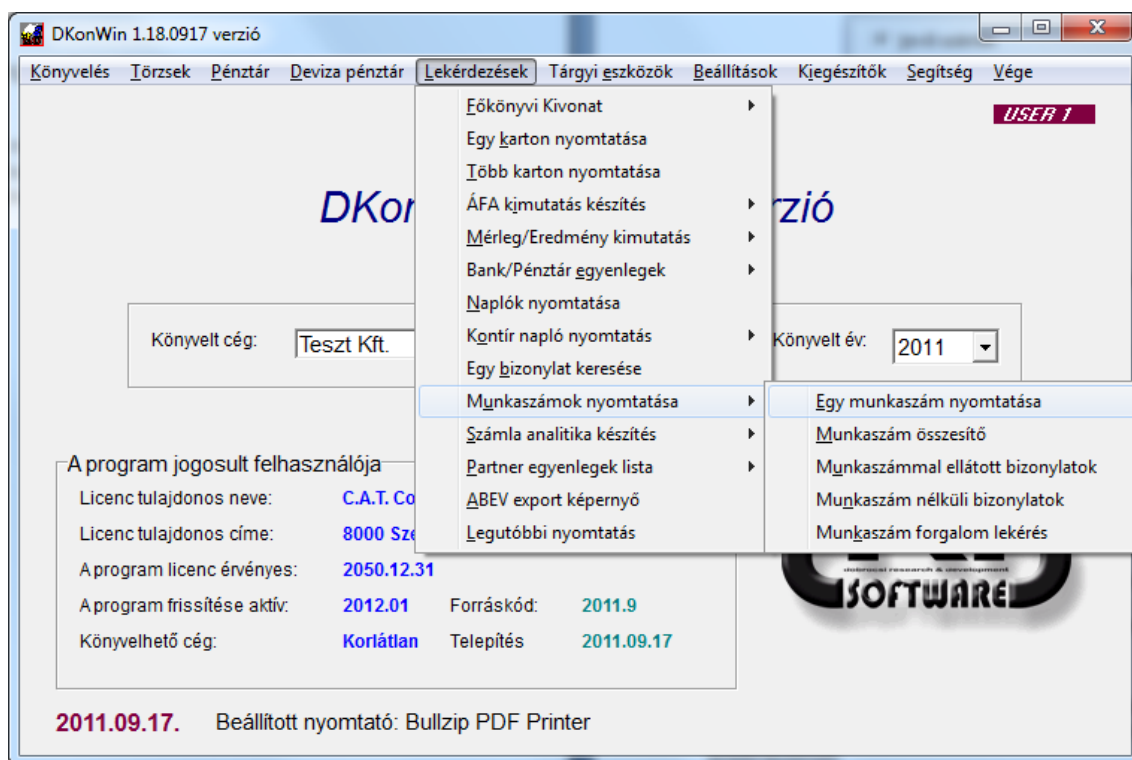 DKonWin 1.18.0917 verzió
Könyvelés Törzsek Pénztár Deviza pénztár Lekérdezések Tárgyi eszközök Beállítások Kiegészítők Segítség Vége
USER 1
Főkönyvi Kivonat
Egy karton nyomtatása
Több karton nyomtatása
ÁFA kimutatás készítés
Mérleg/Eredmény kimutatás
Bank/Pénztár egyenlegek
Naplók nyomtatása
Kontír napló nyomtatás
Egy bizonylat keresése
Munkaszámok nyomtatása
Számla analitika készítés
Partner egyenlegek lista
ABEV export képernyő
Legutóbbi nyomtatás
Egy munkaszám nyomtatása
Munkaszám összesítő
Munkaszámmal ellátott bizonylatok
Munkaszám nélküli bizonylatok
Munkaszám forgalom lekérés
DKon rzió
Könyvelt cég: Teszt Kft. Könyvelt év: 2011
A program jogosult felhasználója
Licenc tulajdonos neve: C.A.T. Co
Licenc tulajdonos címe: 8000 Szé
A program licenc érvényes: 2050.12.31
A program frissítése aktív: 2012.01 Forráskód: 2011.9
Könyvelhető cég: Korlátlan Telepítés 2011.09.17
dobrocsi research & development
SOFTWARE
2011.09.17. Beállított nyomtató: Bullzip PDF Printer